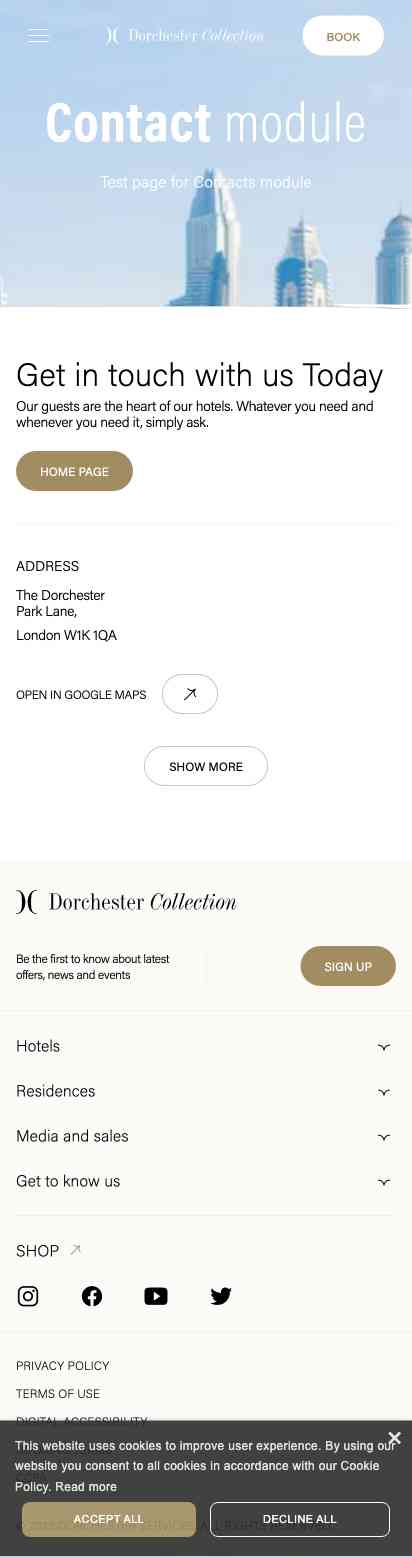 Dorchester Collection
BOOK
Contact module
Test page for Contacts module
Get in touch with us Today
Our guests are the heart of our hotels. Whatever you need and
whenever you need it, simply ask.
HOME PAGE
ADDRESS
The Dorchester
Park Lane,
London W1K 1QA
OPEN IN GOOGLE MAPS
SHOW MORE
Dorchester Collection
Be the first to know about latest
offers, news and events
SIGN UP
Hotels
Residences
Media and sales
Get to know us
SHOP
PRIVACY POLICY
TERMS OF USE
DIGITAL ACCESSIBILITY
This website uses cookies to improve user experience. By using our
website you consent to all cookies in accordance with our Cookie
Policy. Read more
ACCEPT ALL
DECLINE ALL